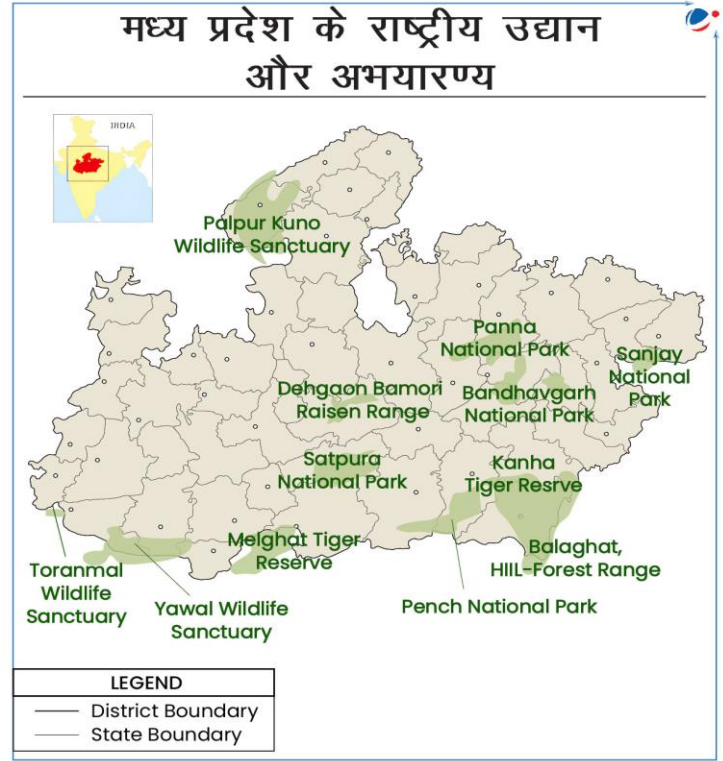 मध्य प्रदेश के राष्ट्रीय उद्यान
और अभयारण्य
INDIA
Palpur Kuno
Wildlife Sanctuary
Panna
National Park
Sanjay
National
Park
Dehgaon Bamori
Raisen Range
Bandhavgarh
National Park
Satpura
National Park
Kanha
Tiger Resrve
Melghat Tiger
Reserve
Balaghat,
HIIL-Forest Range
Toranmal
Wildlife
Sanctuary
Yawal Wildlife
Sanctuary
Pench National Park
LEGEND
District Boundary
State Boundary